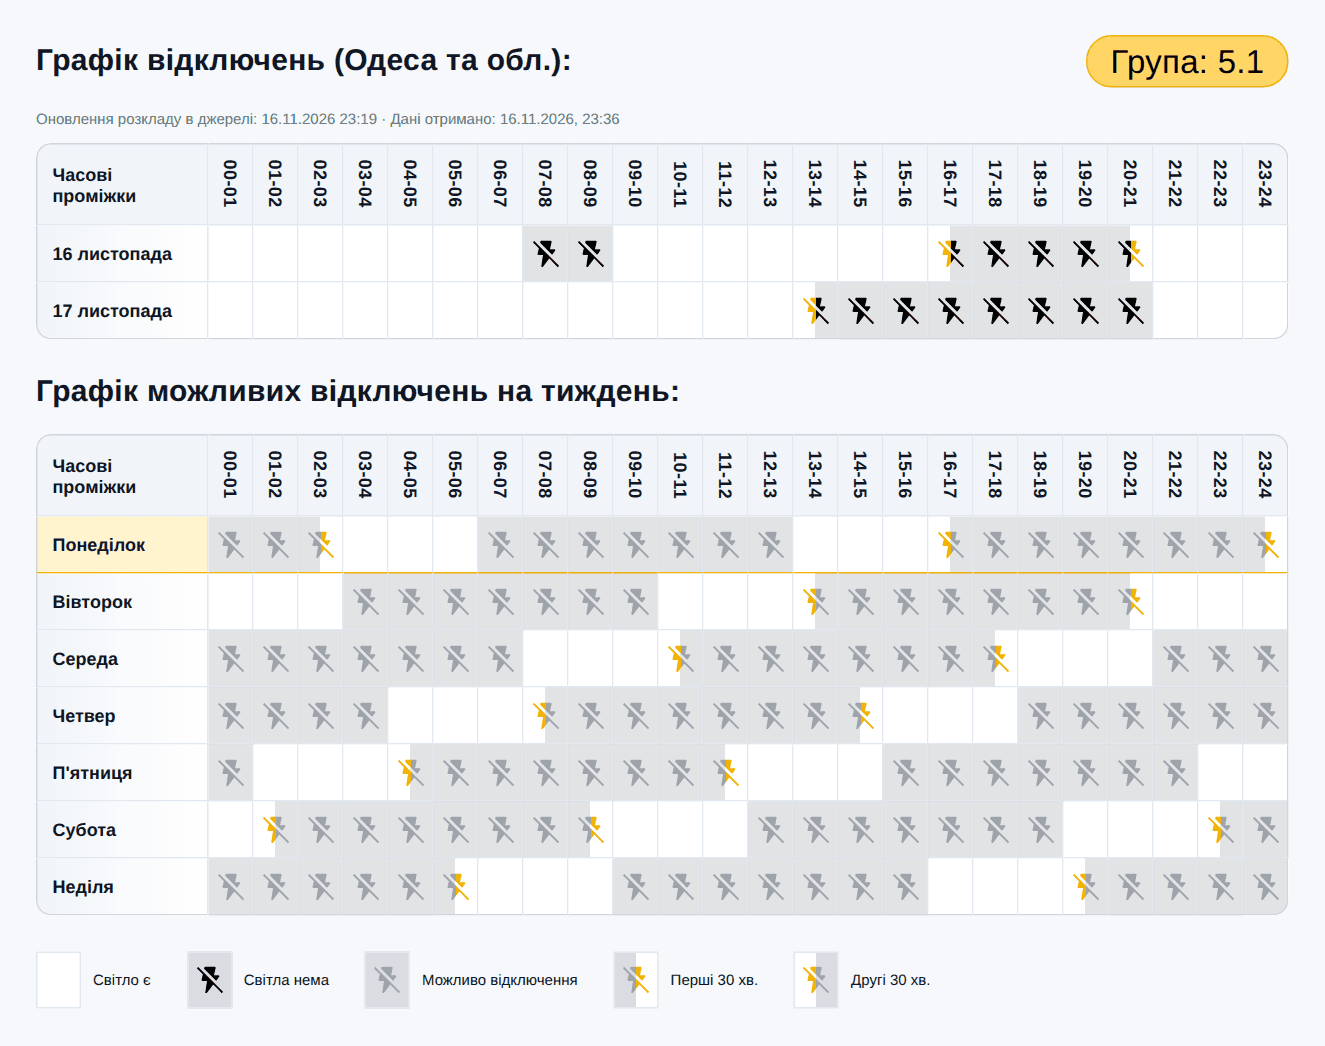 Графік відключень (Одеса та обл.):
Група: 5.1
Оновлення розкладу в джерелі: 16.11.2026 23:19 · Дані отримано: 16.11.2026, 23:36
Часові проміжки 00-01 01-02 02-03 03-04 04-05 05-06 06-07 07-08 08-09 09-10 10-11 11-12 12-13 13-14 14-15 15-16 16-17 17-18 18-19 19-20 20-21 21-22 22-23 23-24
16 листопада
17 листопада
Графік можливих відключень на тиждень:
Часові проміжки 00-01 01-02 02-03 03-04 04-05 05-06 06-07 07-08 08-09 09-10 10-11 11-12 12-13 13-14 14-15 15-16 16-17 17-18 18-19 19-20 20-21 21-22 22-23 23-24
Понеділок
Вівторок
Середа
Четвер
П'ятниця
Субота
Неділя
Світло є Світла нема Можливо відключення Перші 30 хв. Другі 30 хв.